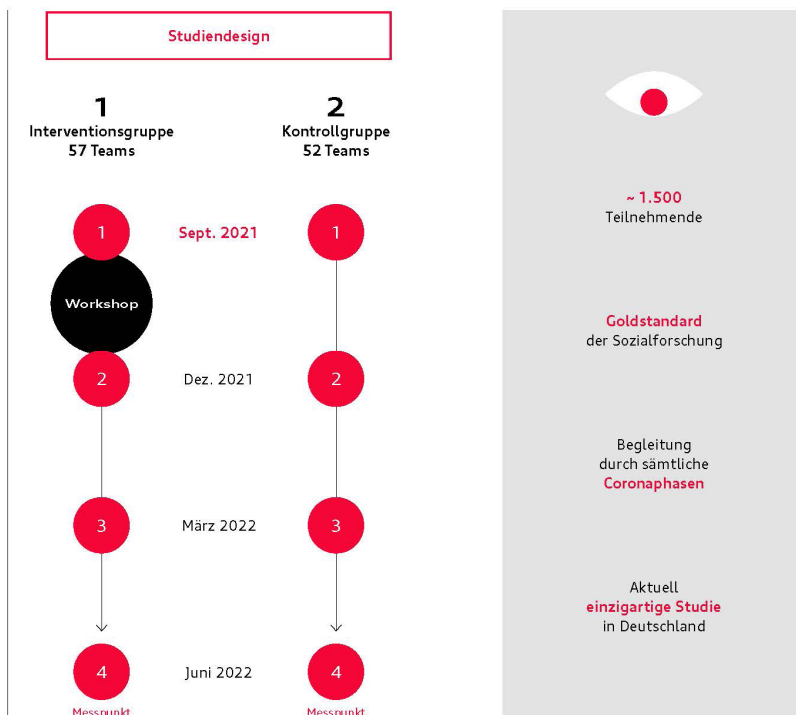 Studiendesign
1
Interventionsgruppe
57 Teams
2
Kontrollgruppe
52 Teams
1
Sept. 2021
1
Workshop
2
Dez. 2021
2
3
März 2022
3
4
Juni 2022
4
Messpunkt
Messpunkt
~ 1.500
Teilnehmende
Goldstandard
der Sozialforschung
Begleitung
durch sämtliche
Coronaphasen
Aktuell
einzigartige Studie
in Deutschland